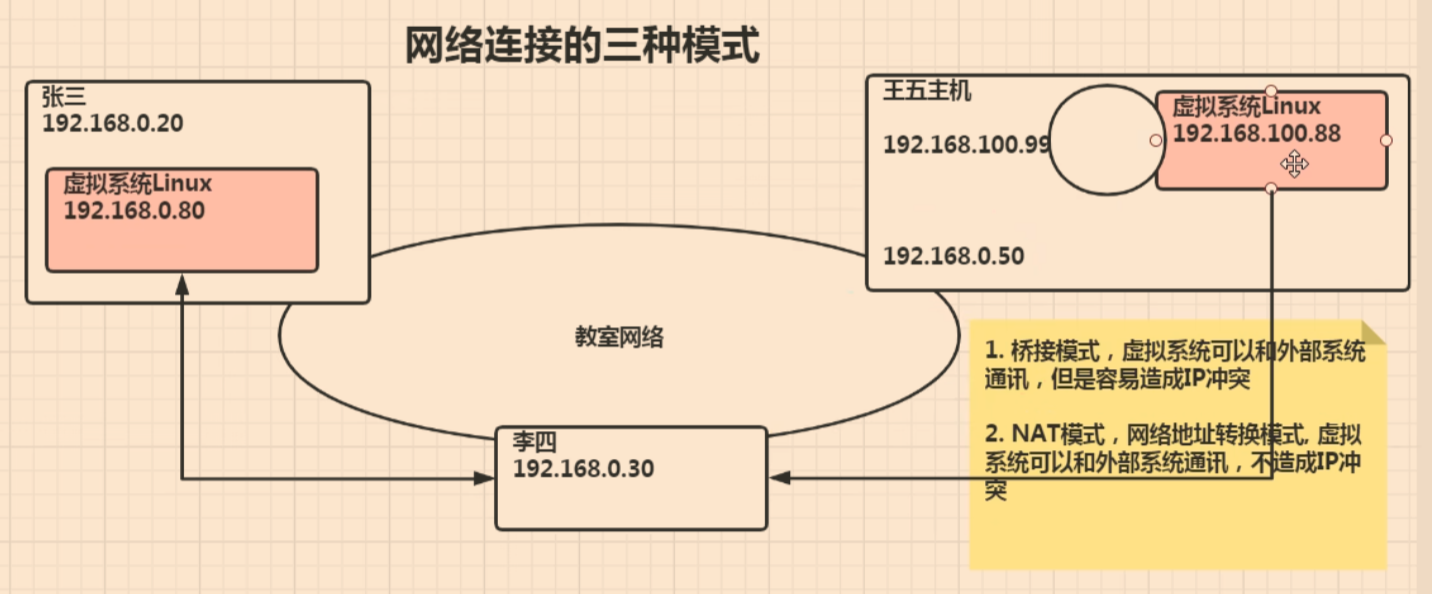 网络连接的三种模式
张三
192.168.0.20
虚拟系统Linux
192.168.0.80
王五主机
192.168.100.99
虚拟系统Linux
192.168.100.88
192.168.0.50
教室网络
李四
192.168.0.30
1. 桥接模式，虚拟系统可以和外部系统
通讯，但是容易造成IP冲突
2. NAT模式，网络地址转换模式, 虚拟
系统可以和外部系统通讯，不造成IP冲
突